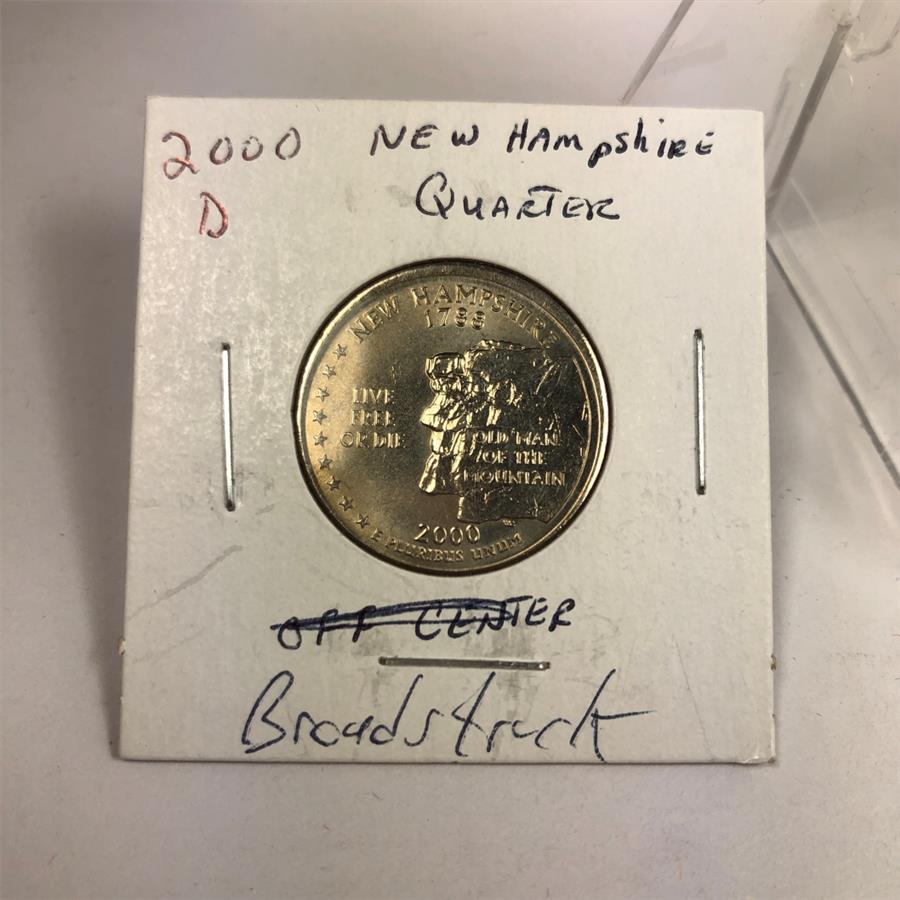 2000 NEW HAMPSHIRE
D QUARTER
NEW HAMPSHIRE
1788
LIVE
FREE
OR DIE
OLD MAN
OF THE
MOUNTAIN
2000
E PLURIBUS UNUM
OFF CENTER
Broadstruck